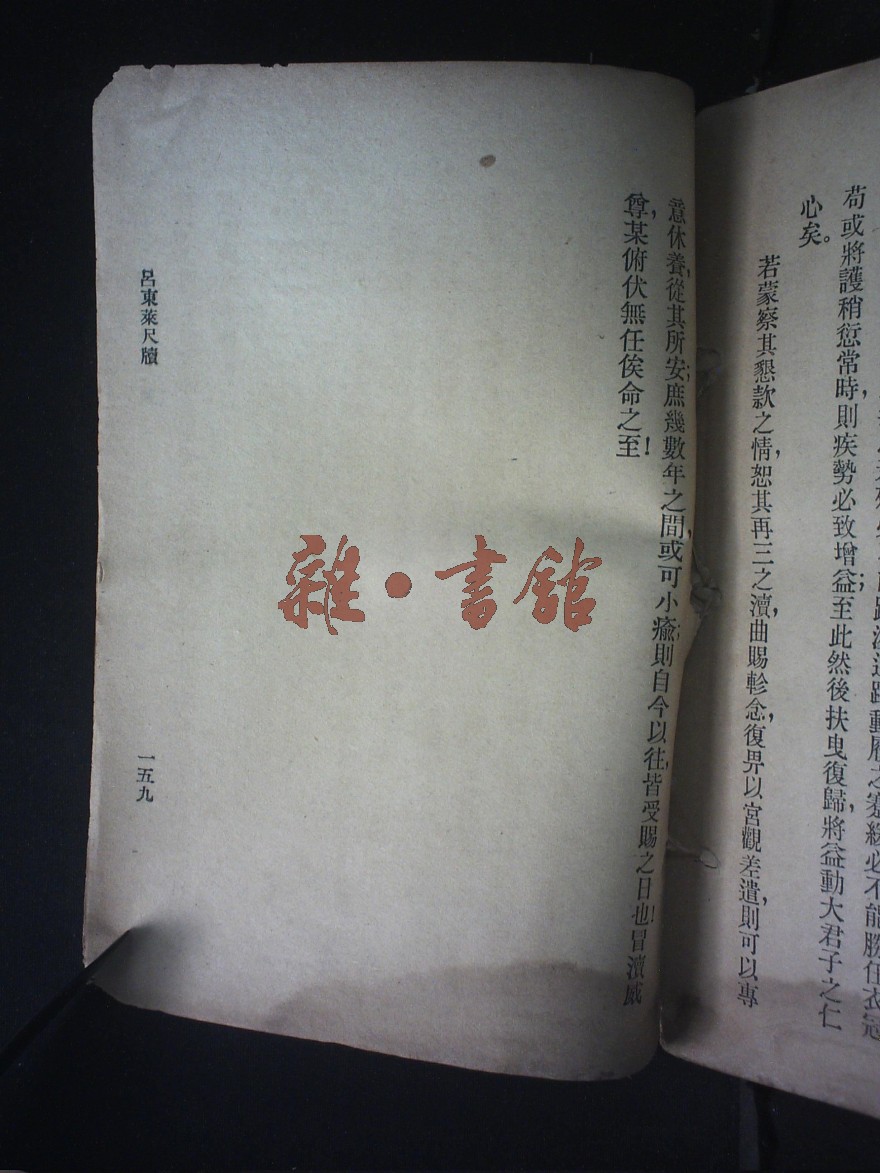 能勝任衣冠
苟或將護稍愆常時,則疾勢必致增益;至此然後扶曳復歸,將益動大君子之仁
心矣。
若蒙察其懇款之情,恕其再三之瀆,曲賜軫念,復畀以宮觀差遣,則可以專
意休養,從其所安;庶幾數年之間,或可小瘉;則自今以往,皆受賜之日也!冒瀆威
尊,某俯伏無任俟命之至!
呂東萊尺牘
一五九
雜·書館